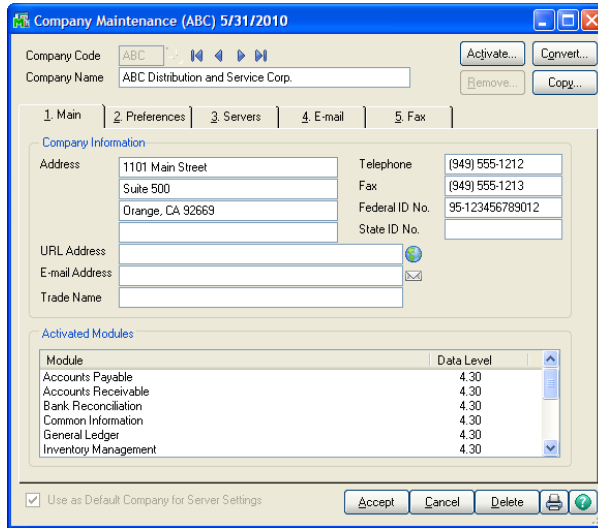 Company Maintenance (ABC) 5/31/2010
Company Code ABC Activate... Convert...
Company Name ABC Distribution and Service Corp. Remove... Copy...
1. Main 2. Preferences 3. Servers 4. E-mail 5. Fax
Company Information
Address 1101 Main Street Telephone (949) 555-1212
Suite 500 Fax (949) 555-1213
Orange, CA 92669 Federal ID No. 95-123456789012
State ID No.
URL Address
E-mail Address
Trade Name
Activated Modules
Module Data Level
Accounts Payable 4.30
Accounts Receivable 4.30
Bank Reconciliation 4.30
Common Information 4.30
General Ledger 4.30
Inventory Management 4.30
Use as Default Company for Server Settings Accept Cancel Delete